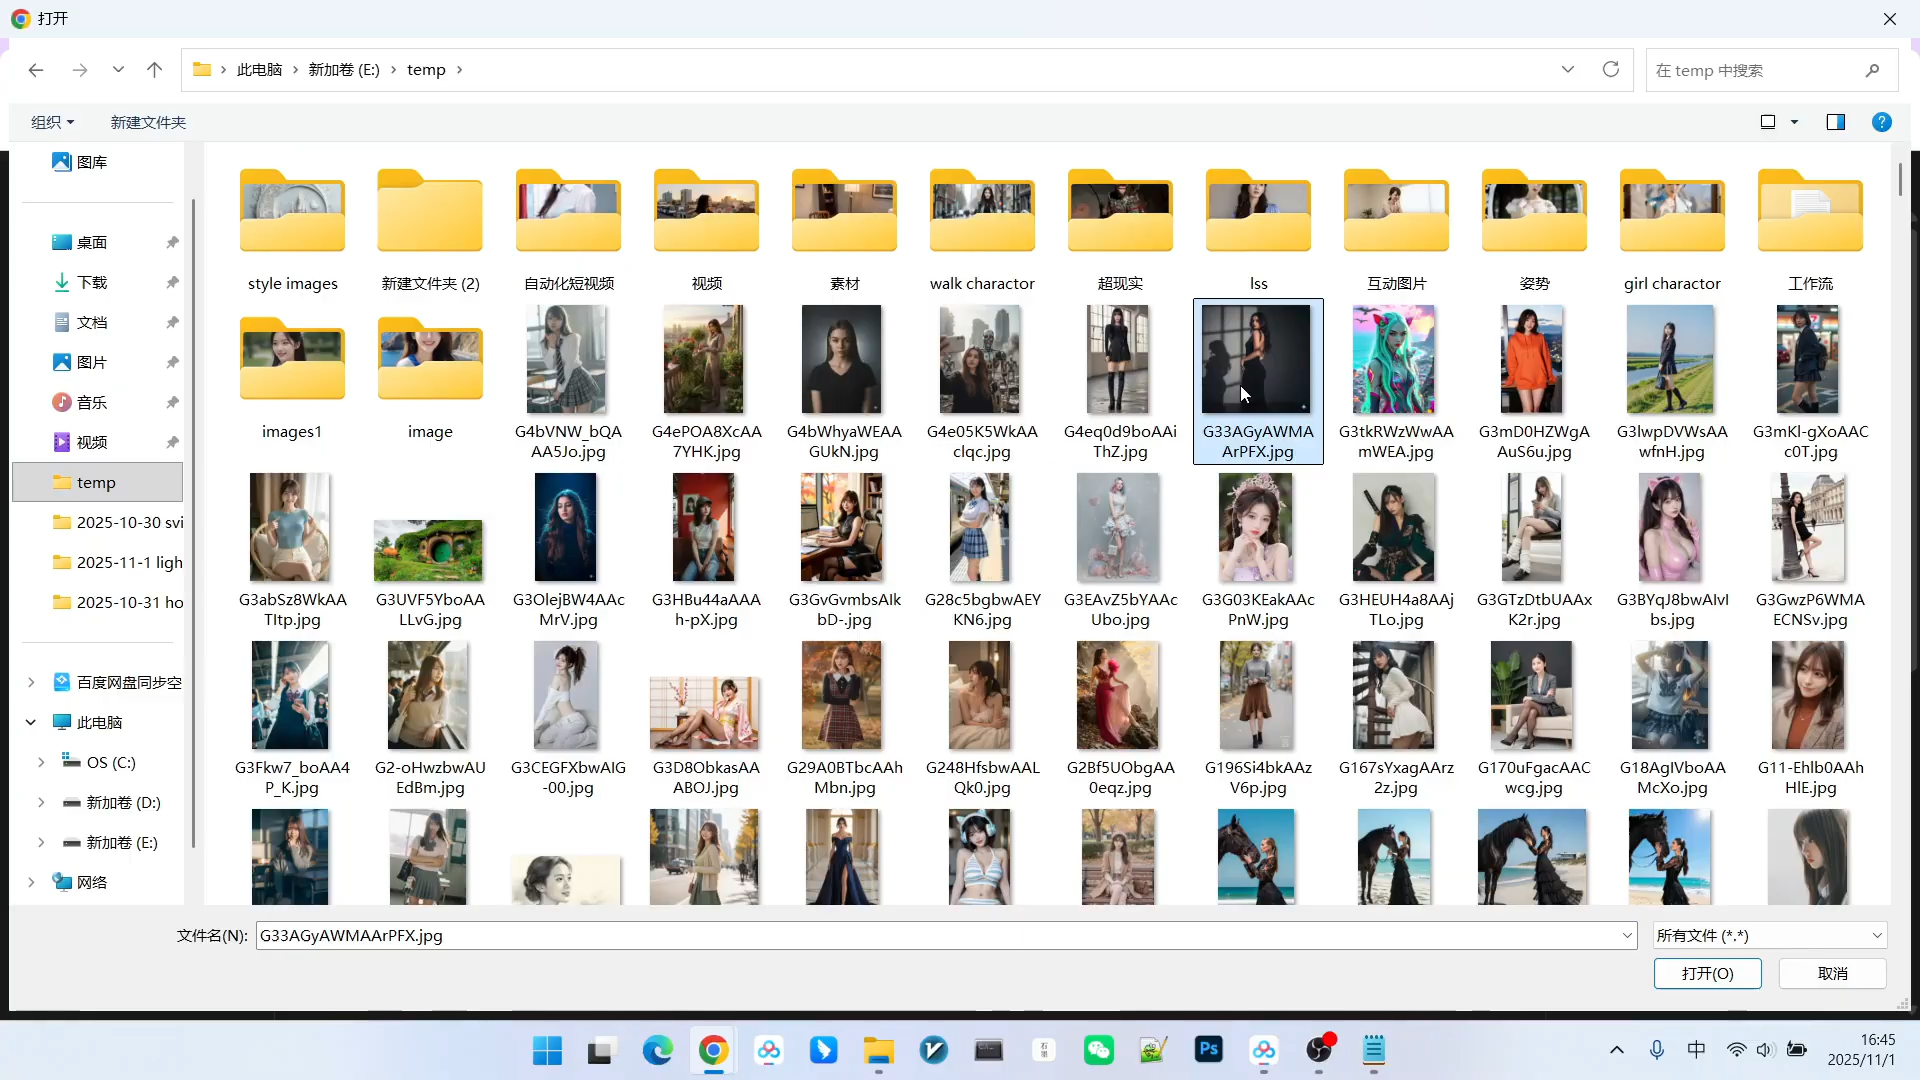 打开
此电脑 › 新加卷 (E:) › temp ›
在 temp 中搜索
组织
新建文件夹
图库
桌面
下载
文档
图片
音乐
视频
temp
2025-10-30 svi
2025-11-1 ligh
2025-10-31 ho
百度网盘同步空
此电脑
OS (C:)
新加卷 (D:)
新加卷 (E:)
网络
style images
新建文件夹 (2)
自动化短视频
视频
素材
walk charactor
超现实
lss
互动图片
姿势
girl charactor
工作流
images1
image
G4bVNW_bQA
AA5Jo.jpg
G4ePOA8XcAA
7YHK.jpg
G4bWhyaWEAA
GUkN.jpg
G4e05K5WkAA
clqc.jpg
G4eq0d9boAAi
ThZ.jpg
G33AGyAWMA
ArPFX.jpg
G3tkRWzWwAA
mWEA.jpg
G3mD0HZWgA
AuS6u.jpg
G3lwpDVWsAA
wfnH.jpg
G3mKl-gXoAAC
c0T.jpg
G3abSz8WkAA
TItp.jpg
G3UVF5YboAA
LLvG.jpg
G3OlejBW4AAc
MrV.jpg
G3HBu44aAAA
h-pX.jpg
G3GvGvmbsAIk
bD-.jpg
G28c5bgbwAEY
KN6.jpg
G3EAvZ5bYAAc
Ubo.jpg
G3G03KEakAAc
PnW.jpg
G3HEUH4a8AAj
TLo.jpg
G3GTzDtbUAAx
K2r.jpg
G3BYqJ8bwAIvI
bs.jpg
G3GwzP6WMA
ECNSv.jpg
G3Fkw7_boAA4
P_K.jpg
G2-oHwzbwAU
EdBm.jpg
G3CEGFXbwAIG
-00.jpg
G3D8ObkasAA
ABOJ.jpg
G29A0BTbcAAh
Mbn.jpg
G248HfsbwAAL
Qk0.jpg
G2Bf5UObgAA
0eqz.jpg
G196Si4bkAAz
V6p.jpg
G167sYxagAArz
2z.jpg
G170uFgacAAC
wcg.jpg
G18AgIVboAA
McXo.jpg
G11-Ehlb0AAh
HlE.jpg
文件名(N):
G33AGyAWMAArPFX.jpg
所有文件 (*.*)
打开(O)
取消
石墨
Ps
中
16:45
2025/11/1